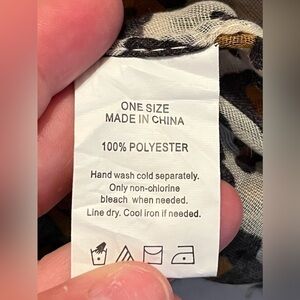 ONE SIZE
MADE IN CHINA
100% POLYESTER
Hand wash cold separately.
Only non-chlorine
bleach when needed.
Line dry. Cool iron if needed.